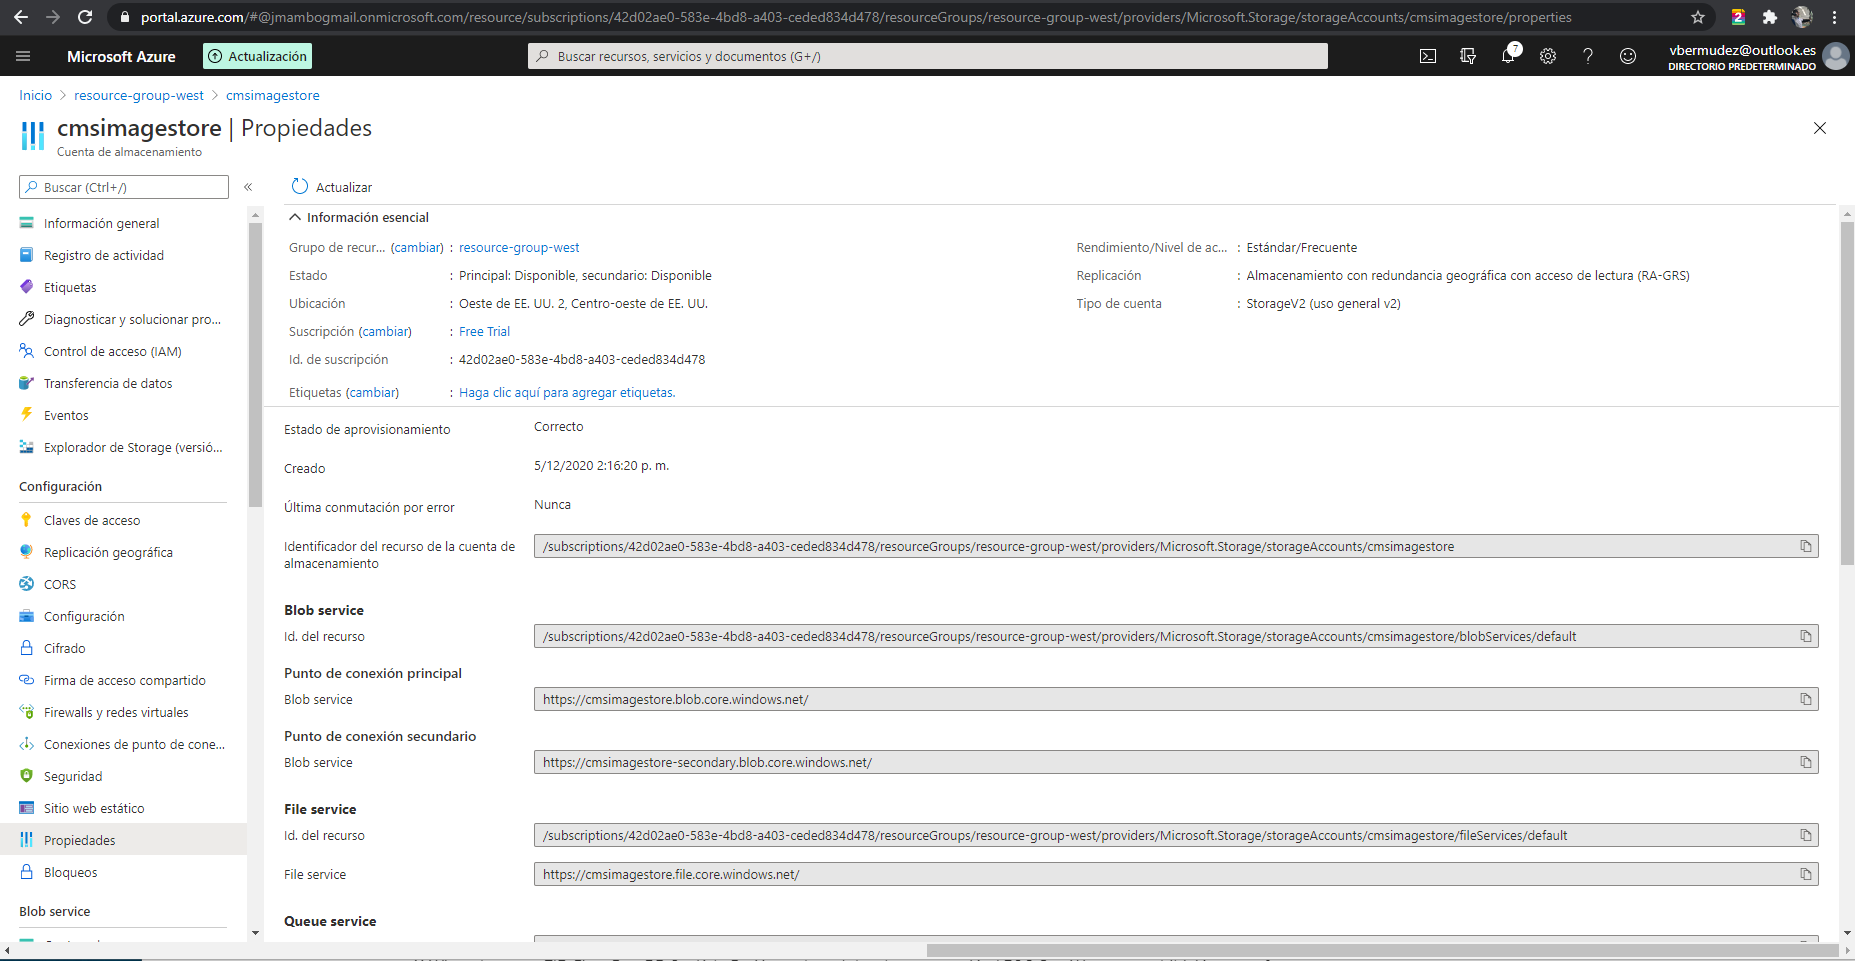 portal.azure.com/#@jmambogmail.onmicrosoft.com/resource/subscriptions/42d02ae0-583e-4bd8-a403-ceded834d478/resourceGroups/resource-group-west/providers/Microsoft.Storage/storageAccounts/cmsimagestore/properties
2
Microsoft Azure
Actualización
Buscar recursos, servicios y documentos (G+/)
7
vbermudez@outlook.es
DIRECTORIO PREDETERMINADO
Inicio > resource-group-west > cmsimagestore
cmsimagestore | Propiedades
Cuenta de almacenamiento
Buscar (Ctrl+/)
«
Información general
Registro de actividad
Etiquetas
Diagnosticar y solucionar pro...
Control de acceso (IAM)
Transferencia de datos
Eventos
Explorador de Storage (versió...
Configuración
Claves de acceso
Replicación geográfica
CORS
Configuración
Cifrado
Firma de acceso compartido
Firewalls y redes virtuales
Conexiones de punto de cone...
Seguridad
Sitio web estático
Propiedades
Bloqueos
Blob service
Actualizar
Información esencial
Grupo de recur... (cambiar) : resource-group-west
Estado : Principal: Disponible, secundario: Disponible
Ubicación : Oeste de EE. UU. 2, Centro-oeste de EE. UU.
Suscripción (cambiar) : Free Trial
Id. de suscripción : 42d02ae0-583e-4bd8-a403-ceded834d478
Etiquetas (cambiar) : Haga clic aquí para agregar etiquetas.
Rendimiento/Nivel de ac... : Estándar/Frecuente
Replicación : Almacenamiento con redundancia geográfica con acceso de lectura (RA-GRS)
Tipo de cuenta : StorageV2 (uso general v2)
Estado de aprovisionamiento Correcto
Creado 5/12/2020 2:16:20 p. m.
Última conmutación por error Nunca
Identificador del recurso de la cuenta de
almacenamiento
/subscriptions/42d02ae0-583e-4bd8-a403-ceded834d478/resourceGroups/resource-group-west/providers/Microsoft.Storage/storageAccounts/cmsimagestore
Blob service
Id. del recurso /subscriptions/42d02ae0-583e-4bd8-a403-ceded834d478/resourceGroups/resource-group-west/providers/Microsoft.Storage/storageAccounts/cmsimagestore/blobServices/default
Punto de conexión principal
Blob service https://cmsimagestore.blob.core.windows.net/
Punto de conexión secundario
Blob service https://cmsimagestore-secondary.blob.core.windows.net/
File service
Id. del recurso /subscriptions/42d02ae0-583e-4bd8-a403-ceded834d478/resourceGroups/resource-group-west/providers/Microsoft.Storage/storageAccounts/cmsimagestore/fileServices/default
File service https://cmsimagestore.file.core.windows.net/
Queue service